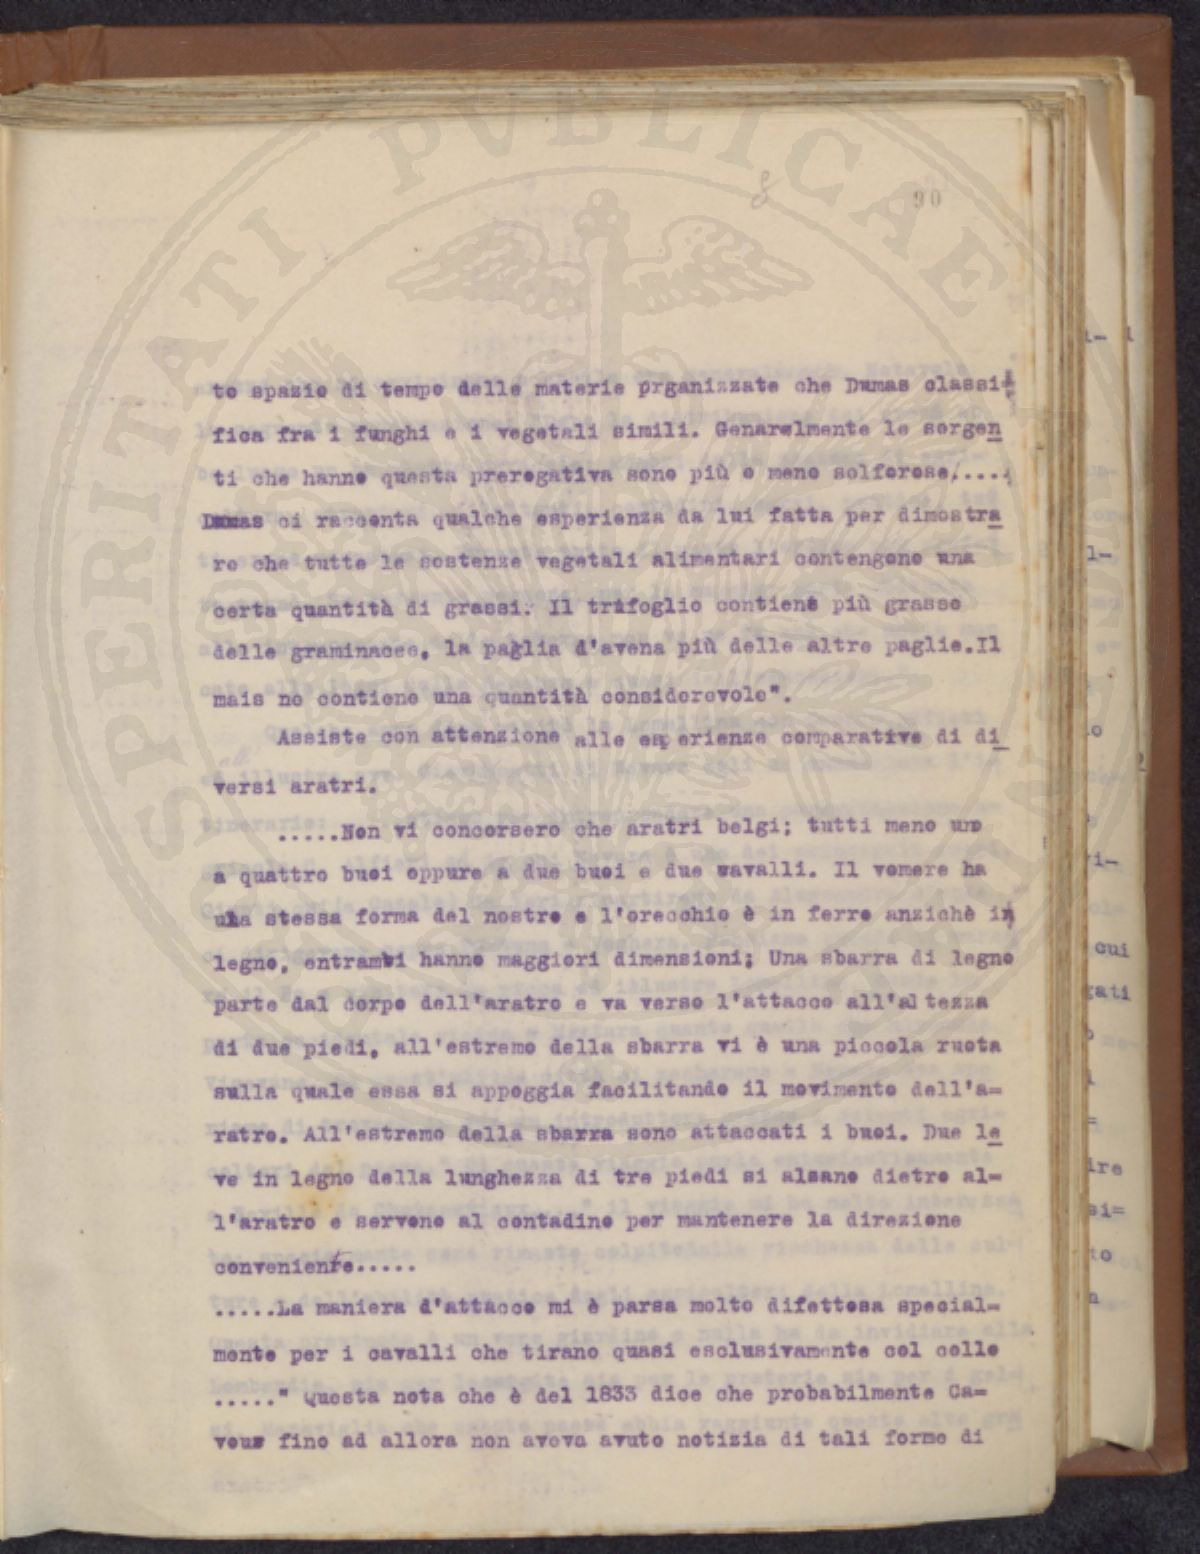 8
90
to spazio di tempo delle materie prganizzate che Dumas classi=
fica fra i funghi e i vegetali simili. Genaralmente le sorgen
ti che hanno questa prerogativa sono più o meno solforose,....
Dumas ci racconta qualche esperienza da lui fatta per dimostra
re che tutte le sostenze vegetali alimentari contengono una
certa quantità di grassi. Il trifoglio contiene più grasso
delle graminacee, la paglia d'avena più delle altre paglie.Il
mais ne contiene una quantità considerevole".
Assiste con attenzione alle esperienze comparative di di
versi aratri.
.....Non vi concorsero che aratri belgi; tutti meno uno
a quattro buoi oppure a due buoi e due cavalli. Il vomere ha
una stessa forma del nostro e l'orecchio è in ferro anzichè in
legno, entrambi hanno maggiori dimensioni; Una sbarra di legno
parte dal corpo dell'aratro e va verso l'attacco all'altezza
di due piedi, all'estremo della sbarra vi è una piccola ruota
sulla quale essa si appoggia facilitando il movimento dell'a=
ratro. All'estremo della sbarra sono attaccati i buoi. Due le
ve in legno della lunghezza di tre piedi si alzano dietro al=
l'aratro e servono al contadino per mantenere la direzione
conveniente.....
.....La maniera d'attacco mi è parsa molto difettosa special=
mente per i cavalli che tirano quasi esclusivamente col collo
....." Questa nota che è del 1833 dice che probabilmente Ca=
vour fino ad allora non aveva avuto notizia di tali forme di
SPERITATI PUBLICAE
cui
gati